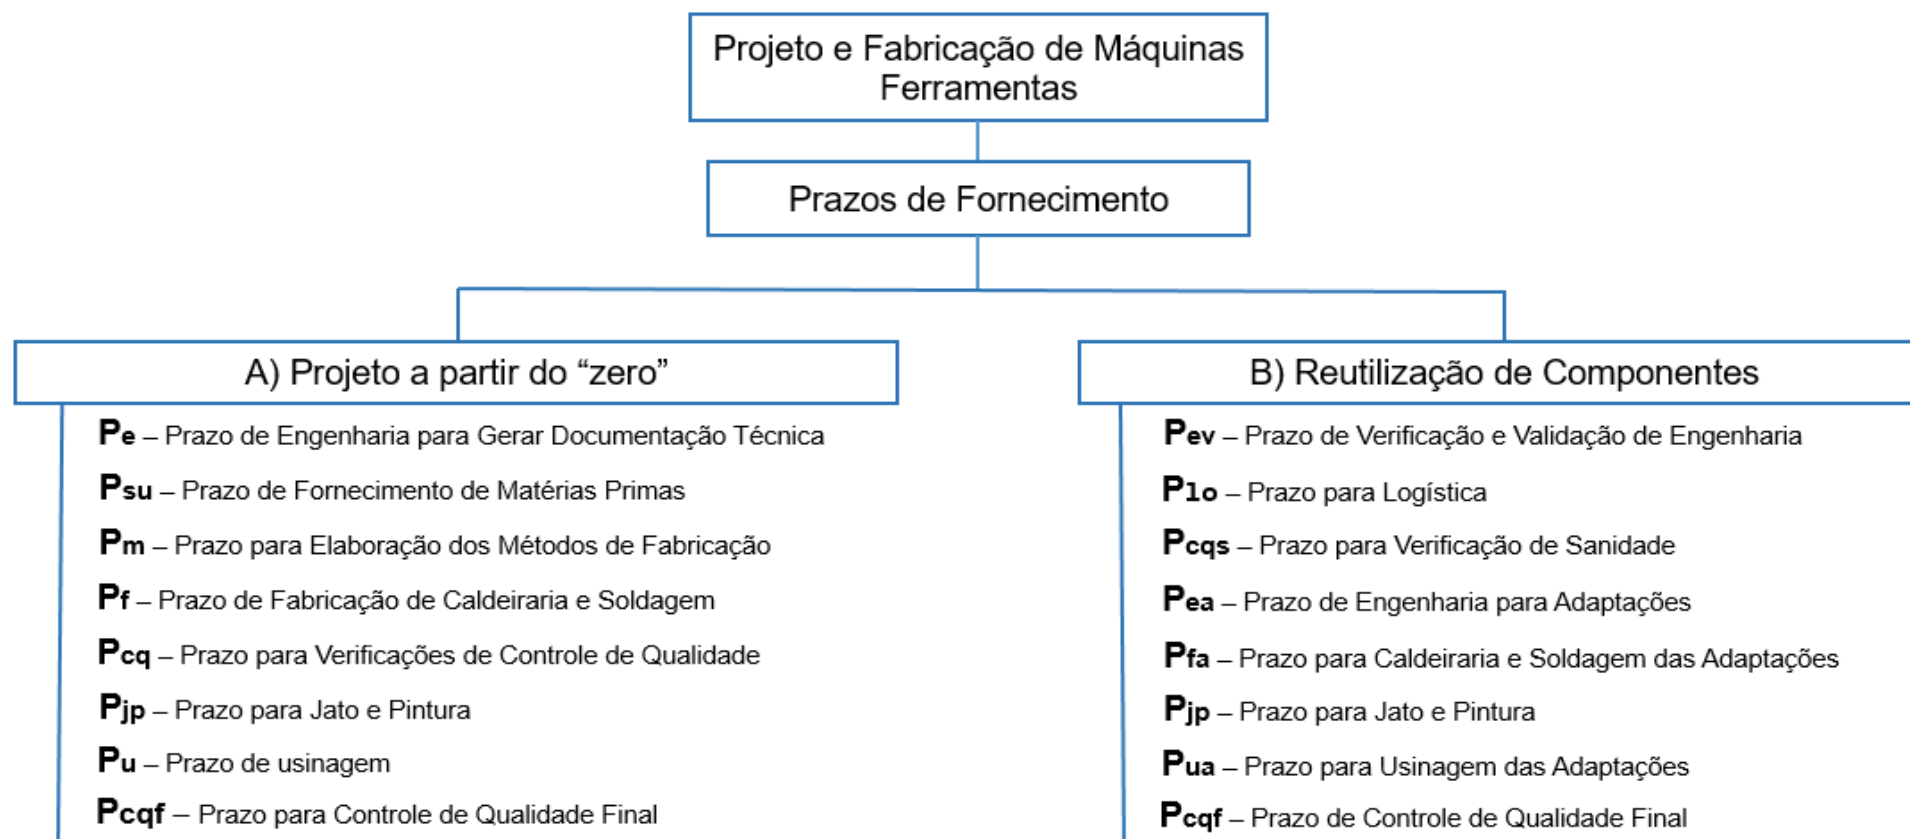 Projeto e Fabricação de Máquinas
Ferramentas
Prazos de Fornecimento
A) Projeto a partir do “zero”
Pe – Prazo de Engenharia para Gerar Documentação Técnica
Psu – Prazo de Fornecimento de Matérias Primas
Pm – Prazo para Elaboração dos Métodos de Fabricação
Pf – Prazo de Fabricação de Caldeiraria e Soldagem
Pcq – Prazo para Verificações de Controle de Qualidade
Pjp – Prazo para Jato e Pintura
Pu – Prazo de usinagem
Pcqf – Prazo para Controle de Qualidade Final
B) Reutilização de Componentes
Pev – Prazo de Verificação e Validação de Engenharia
Plo – Prazo para Logística
Pcqs – Prazo para Verificação de Sanidade
Pea – Prazo de Engenharia para Adaptações
Pfa – Prazo para Caldeiraria e Soldagem das Adaptações
Pjp – Prazo para Jato e Pintura
Pua – Prazo para Usinagem das Adaptações
Pcqf – Prazo de Controle de Qualidade Final